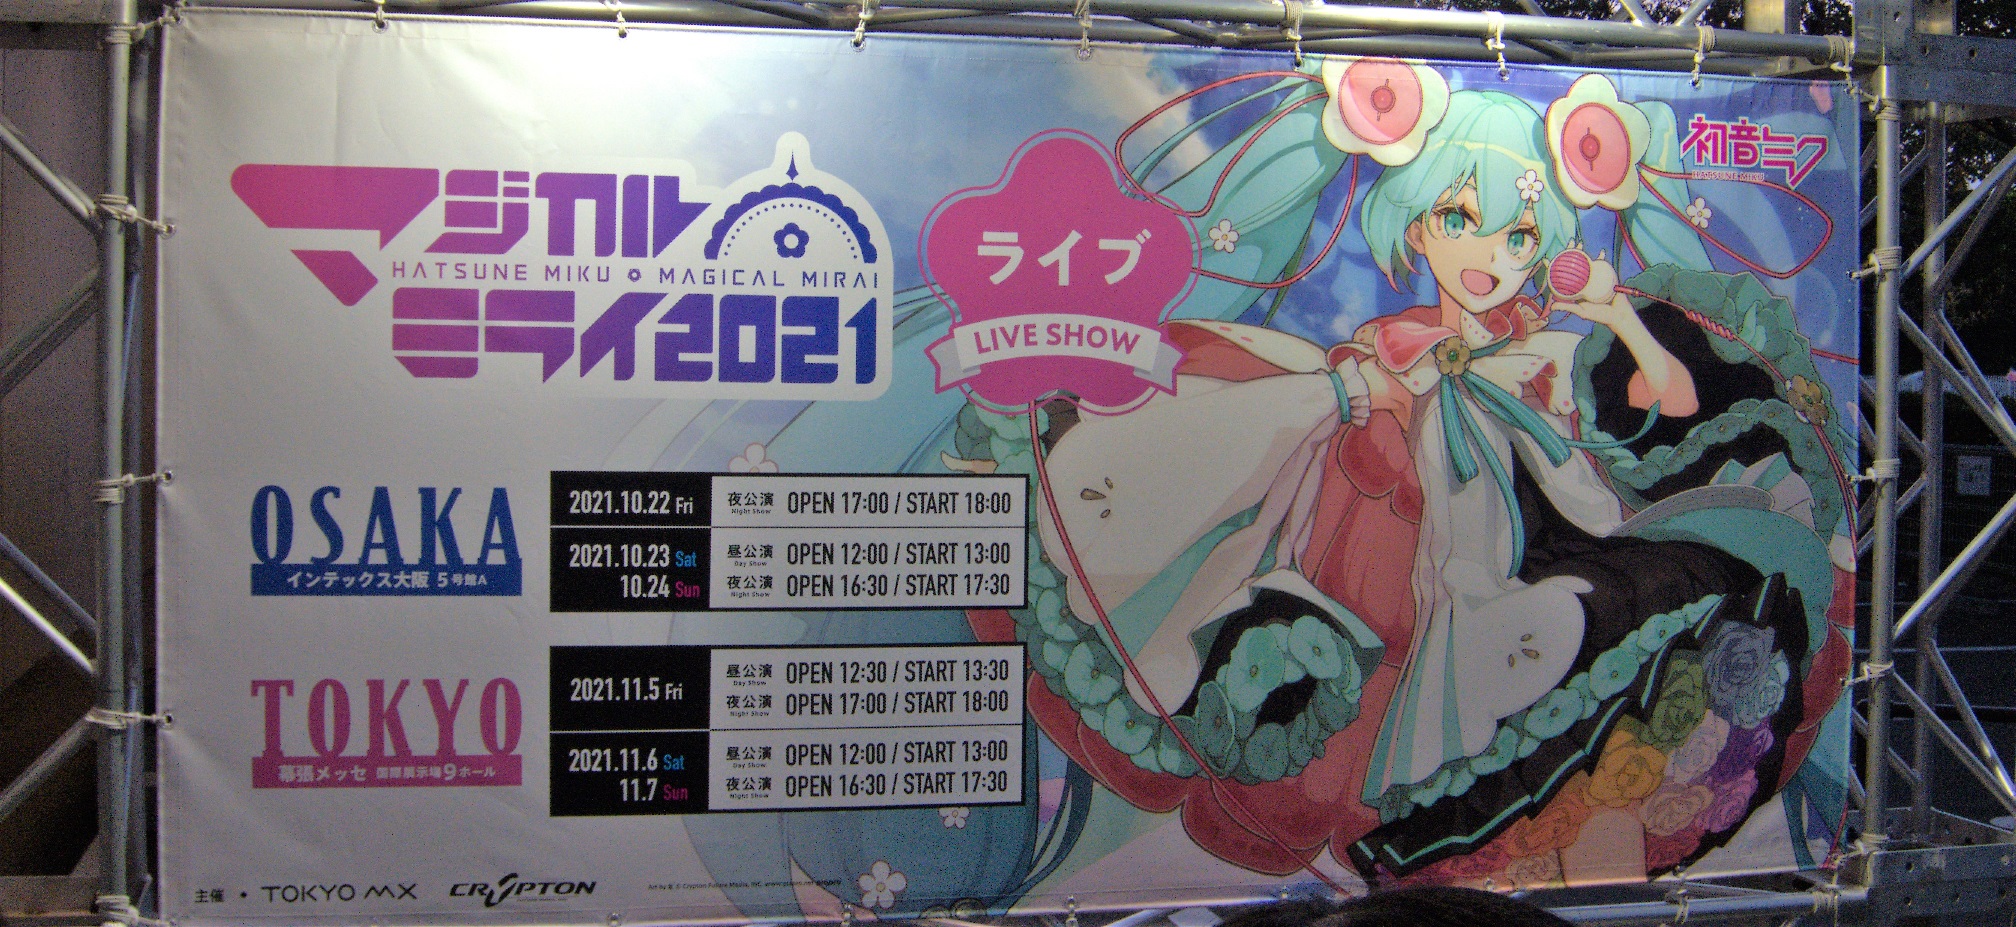 マジカル
HATSUNE MIKU MAGICAL MIRAI
ミライ2021
ライブ
LIVE SHOW
初音ミク
HATSUNE MIKU
OSAKA
インテックス大阪 5号館A
2021.10.22 Fri
夜公演 OPEN 17:00 / START 18:00
Night Show
2021.10.23 Sat
10.24 Sun
昼公演 OPEN 12:00 / START 13:00
Day Show
夜公演 OPEN 16:30 / START 17:30
Night Show
TOKYO
幕張メッセ 国際展示場9ホール
2021.11.5 Fri
昼公演 OPEN 12:30 / START 13:30
Day Show
夜公演 OPEN 17:00 / START 18:00
Night Show
2021.11.6 Sat
11.7 Sun
昼公演 OPEN 12:00 / START 13:00
Day Show
夜公演 OPEN 16:30 / START 17:30
Night Show
主催 ・ TOKYO MX CRYPTON
© Crypton Future Media, INC. www.piapro.net